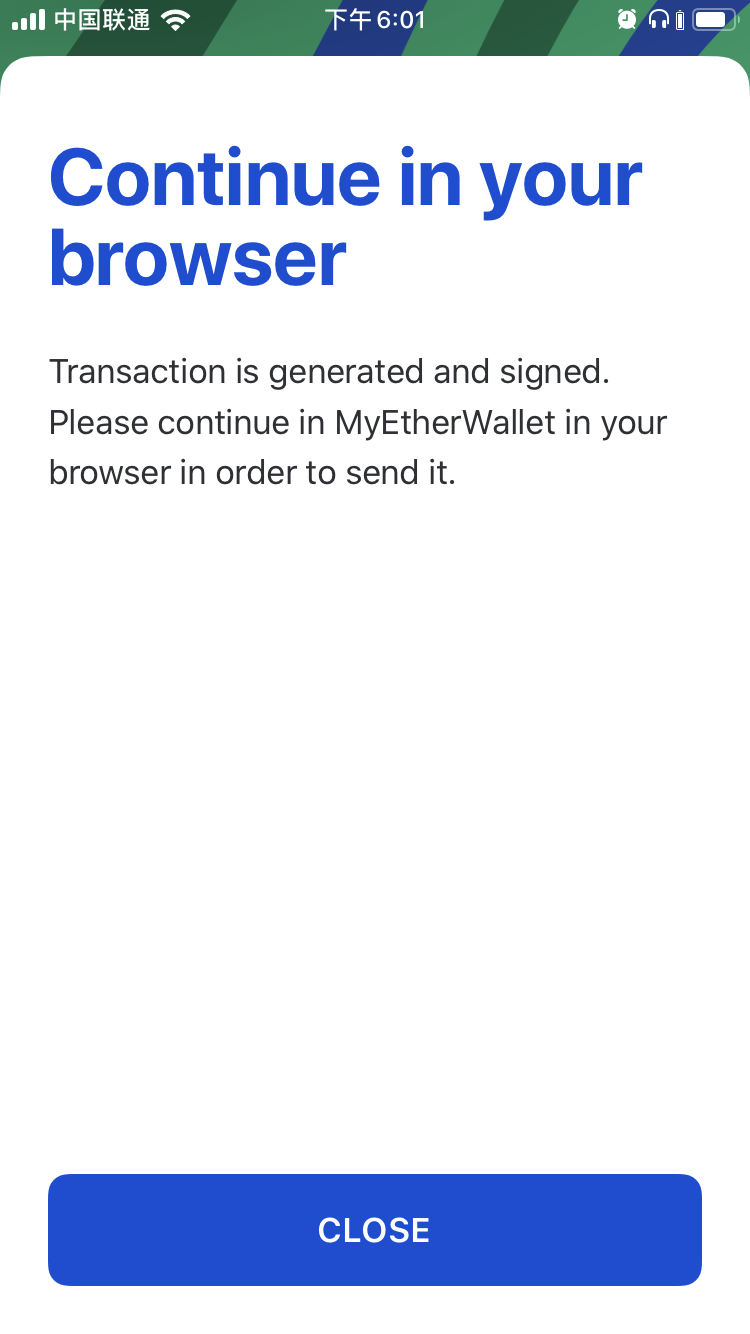 中国联通 下午6:01
Continue in your
browser
Transaction is generated and signed.
Please continue in MyEtherWallet in your
browser in order to send it.
CLOSE